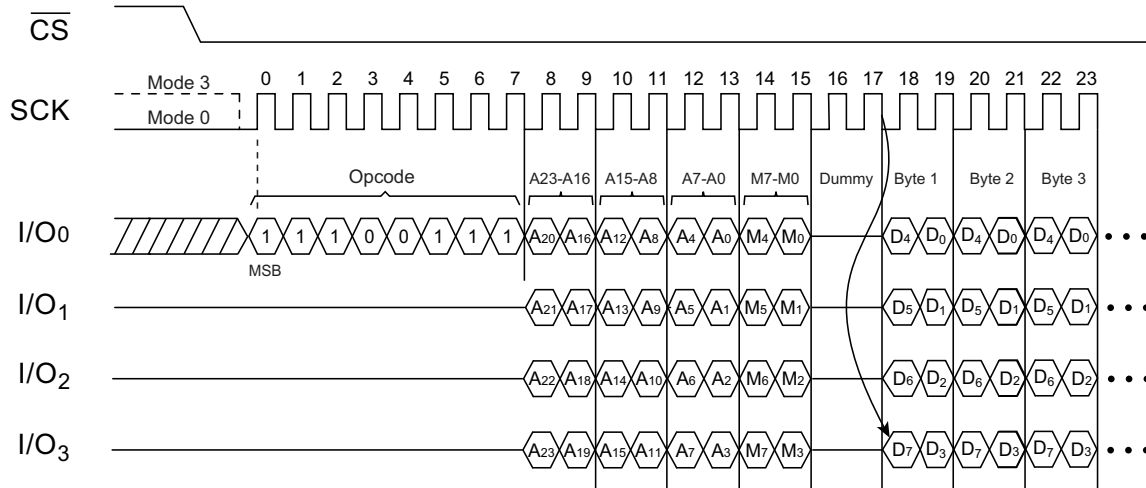 CS
SCK
Mode 3
Mode 0
0 1 2 3 4 5 6 7 8 9 10 11 12 13 14 15 16 17 18 19 20 21 22 23
Opcode
A23-A16 A15-A8 A7-A0 M7-M0 Dummy Byte 1 Byte 2 Byte 3
I/O0 1 1 1 0 0 1 1 1 A20 A16 A12 A8 A4 A0 M4 M0 D4 D0 D4 D0 D4 D0 • • •
MSB
I/O1 A21 A17 A13 A9 A5 A1 M5 M1 D5 D1 D5 D1 D5 D1 • • •
I/O2 A22 A18 A14 A10 A6 A2 M6 M2 D6 D2 D6 D2 D6 D2 • • •
I/O3 A23 A19 A15 A11 A7 A3 M7 M3 D7 D3 D7 D3 D7 D3 • • •